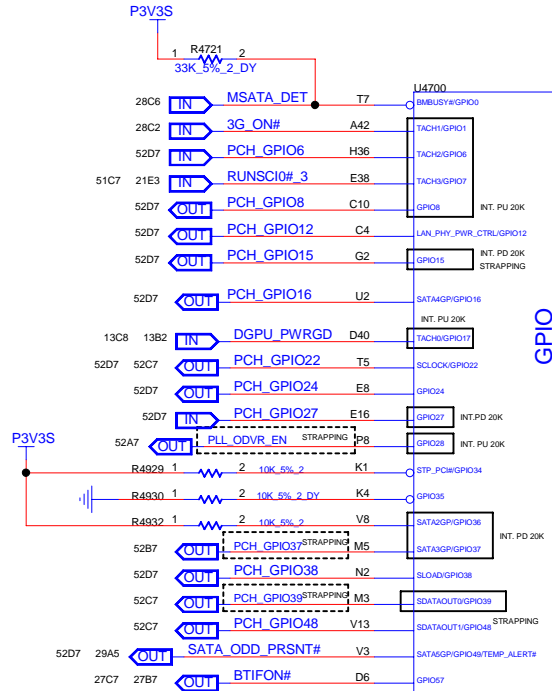 P3V3S
1 R4721 2
33K_5%_2_DY
U4700
28C6 IN MSATA_DET T7 BMBUSY#/GPIO0
28C2 IN 3G_ON# A42 TACH1/GPIO1
52D7 IN PCH_GPIO6 H36 TACH2/GPIO6
51C7 21E3 IN RUNSCI0#_3 E38 TACH3/GPIO7
52D7 OUT PCH_GPIO8 C10 GPIO8 INT. PU 20K
52D7 OUT PCH_GPIO12 C4 LAN_PHY_PWR_CTRL/GPIO12
52D7 OUT PCH_GPIO15 G2 GPIO15 INT. PD 20K
STRAPPING
52D7 OUT PCH_GPIO16 U2 SATA4GP/GPIO16
INT. PU 20K
13C8 13B2 IN DGPU_PWRGD D40 TACH0/GPIO17
GPIO
52D7 52C7 OUT PCH_GPIO22 T5 SCLOCK/GPIO22
52D7 OUT PCH_GPIO24 E8 GPIO24
52D7 IN PCH_GPIO27 E16 GPIO27 INT.PD 20K
P3V3S
52A7 OUT PLL_ODVR_EN STRAPPING P8 GPIO28 INT. PU 20K
R4929 1 2 10K_5%_2 K1 STP_PCI#/GPIO34
R4930 1 2 10K_5%_2_DY K4 GPIO35
R4932 1 2 10K_5%_2 V8 SATA2GP/GPIO36
INT. PD 20K
52B7 OUT PCH_GPIO37 STRAPPING M5 SATA3GP/GPIO37
52D7 OUT PCH_GPIO38 N2 SLOAD/GPIO38
52C7 OUT PCH_GPIO39 STRAPPING M3 SDATAOUT0/GPIO39
STRAPPING
52C7 OUT PCH_GPIO48 V13 SDATAOUT1/GPIO48
52D7 29A5 OUT SATA_ODD_PRSNT# V3 SATA5GP/GPIO49/TEMP_ALERT#
27C7 27B7 OUT BTIFON# D6 GPIO57